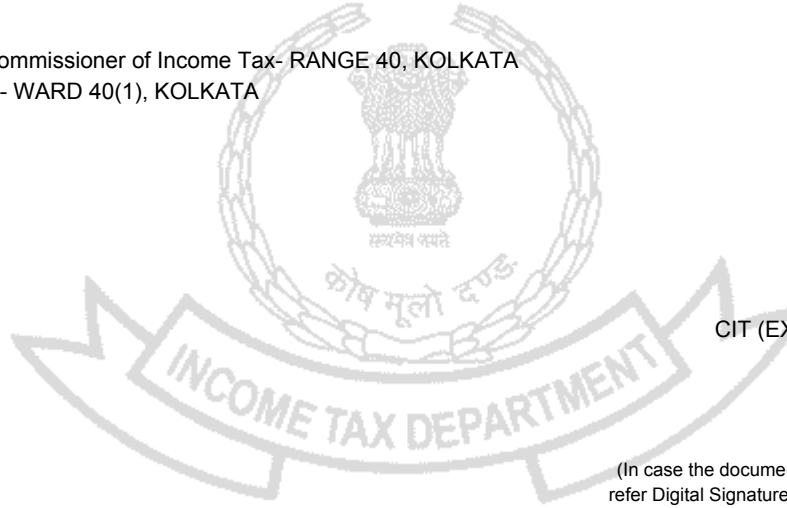 ommissioner of Income Tax- RANGE 40, KOLKATA
- WARD 40(1), KOLKATA
सत्यमेव जयते
कोष मूलो दण्डः
CIT (EX
INCOME TAX DEPARTMENT
(In case the documen
refer Digital Signature